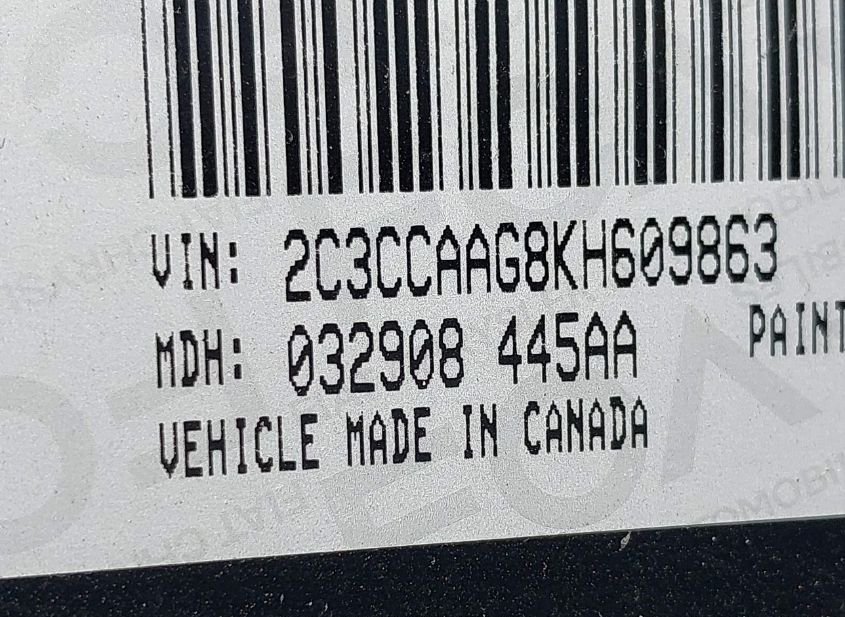 VIN: 2C3CCAAG8KH609863
MDH: 032908 445AA PAINT
VEHICLE MADE IN CANADA